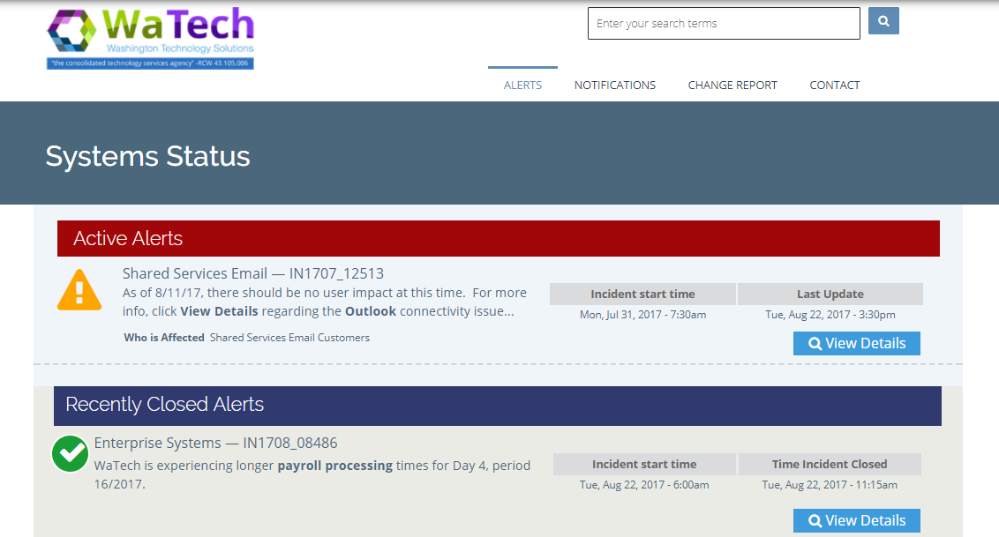 WaTech
Washington Technology Solutions
"the consolidated technology services agency" -RCW 43.105.006
Enter your search terms
ALERTS NOTIFICATIONS CHANGE REPORT CONTACT
Systems Status
Active Alerts
Shared Services Email — IN1707_12513
As of 8/11/17, there should be no user impact at this time. For more
info, click View Details regarding the Outlook connectivity issue...
Who is Affected Shared Services Email Customers
Incident start time Last Update
Mon, Jul 31, 2017 - 7:30am Tue, Aug 22, 2017 - 3:30pm
View Details
Recently Closed Alerts
Enterprise Systems — IN1708_08486
WaTech is experiencing longer payroll processing times for Day 4, period
16/2017.
Incident start time Time Incident Closed
Tue, Aug 22, 2017 - 6:00am Tue, Aug 22, 2017 - 11:15am
View Details